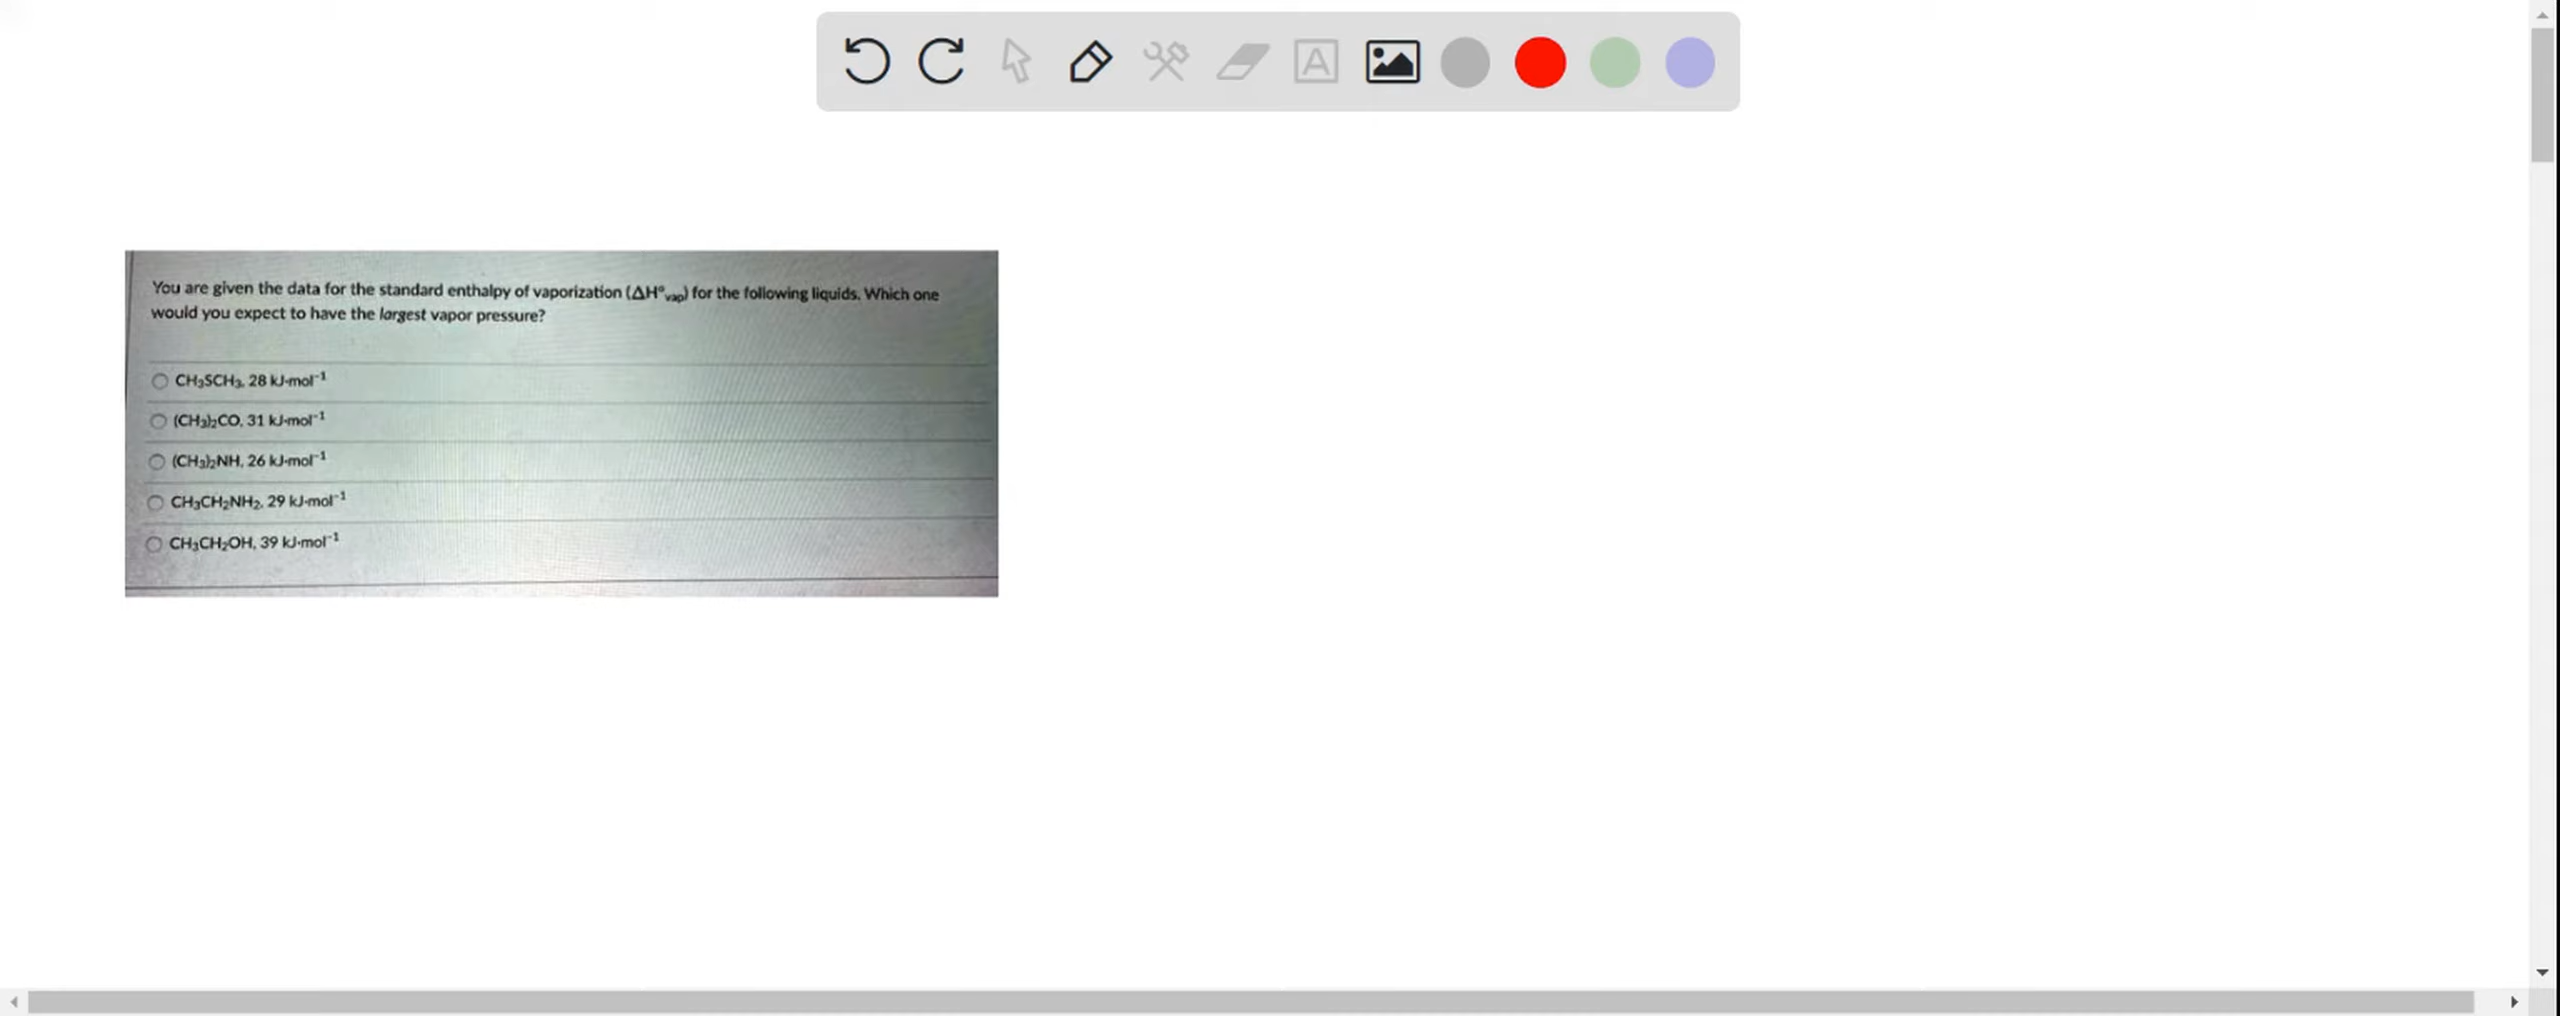 A
You are given the data for the standard enthalpy of vaporization (ΔH°vap) for the following liquids. Which one
would you expect to have the largest vapor pressure?
CH₃SCH₃, 28 kJ·mol⁻¹
(CH₃)₂CO, 31 kJ·mol⁻¹
(CH₃)₂NH, 26 kJ·mol⁻¹
CH₃CH₂NH₂, 29 kJ·mol⁻¹
CH₃CH₂OH, 39 kJ·mol⁻¹